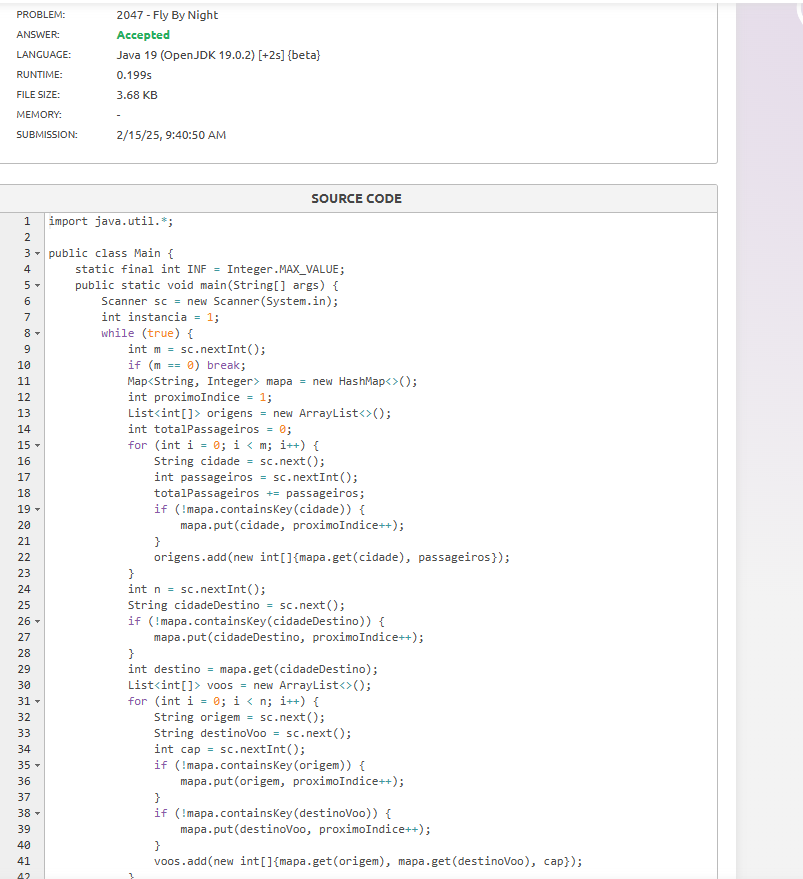 PROBLEM: 2047 - Fly By Night
ANSWER: Accepted
LANGUAGE: Java 19 (OpenJDK 19.0.2) [+2s] {beta}
RUNTIME: 0.199s
FILE SIZE: 3.68 KB
MEMORY: -
SUBMISSION: 2/15/25, 9:40:50 AM
SOURCE CODE
1 import java.util.*;
2
3 public class Main {
4     static final int INF = Integer.MAX_VALUE;
5     public static void main(String[] args) {
6         Scanner sc = new Scanner(System.in);
7         int instancia = 1;
8         while (true) {
9             int m = sc.nextInt();
10             if (m == 0) break;
11             Map<String, Integer> mapa = new HashMap<>();
12             int proximoIndice = 1;
13             List<int[]> origens = new ArrayList<>();
14             int totalPassageiros = 0;
15             for (int i = 0; i < m; i++) {
16                 String cidade = sc.next();
17                 int passageiros = sc.nextInt();
18                 totalPassageiros += passageiros;
19                 if (!mapa.containsKey(cidade)) {
20                     mapa.put(cidade, proximoIndice++);
21                 }
22                 origens.add(new int[]{mapa.get(cidade), passageiros});
23             }
24             int n = sc.nextInt();
25             String cidadeDestino = sc.next();
26             if (!mapa.containsKey(cidadeDestino)) {
27                 mapa.put(cidadeDestino, proximoIndice++);
28             }
29             int destino = mapa.get(cidadeDestino);
30             List<int[]> voos = new ArrayList<>();
31             for (int i = 0; i < n; i++) {
32                 String origem = sc.next();
33                 String destinoVoo = sc.next();
34                 int cap = sc.nextInt();
35                 if (!mapa.containsKey(origem)) {
36                     mapa.put(origem, proximoIndice++);
37                 }
38                 if (!mapa.containsKey(destinoVoo)) {
39                     mapa.put(destinoVoo, proximoIndice++);
40                 }
41                 voos.add(new int[]{mapa.get(origem), mapa.get(destinoVoo), cap});
42             }